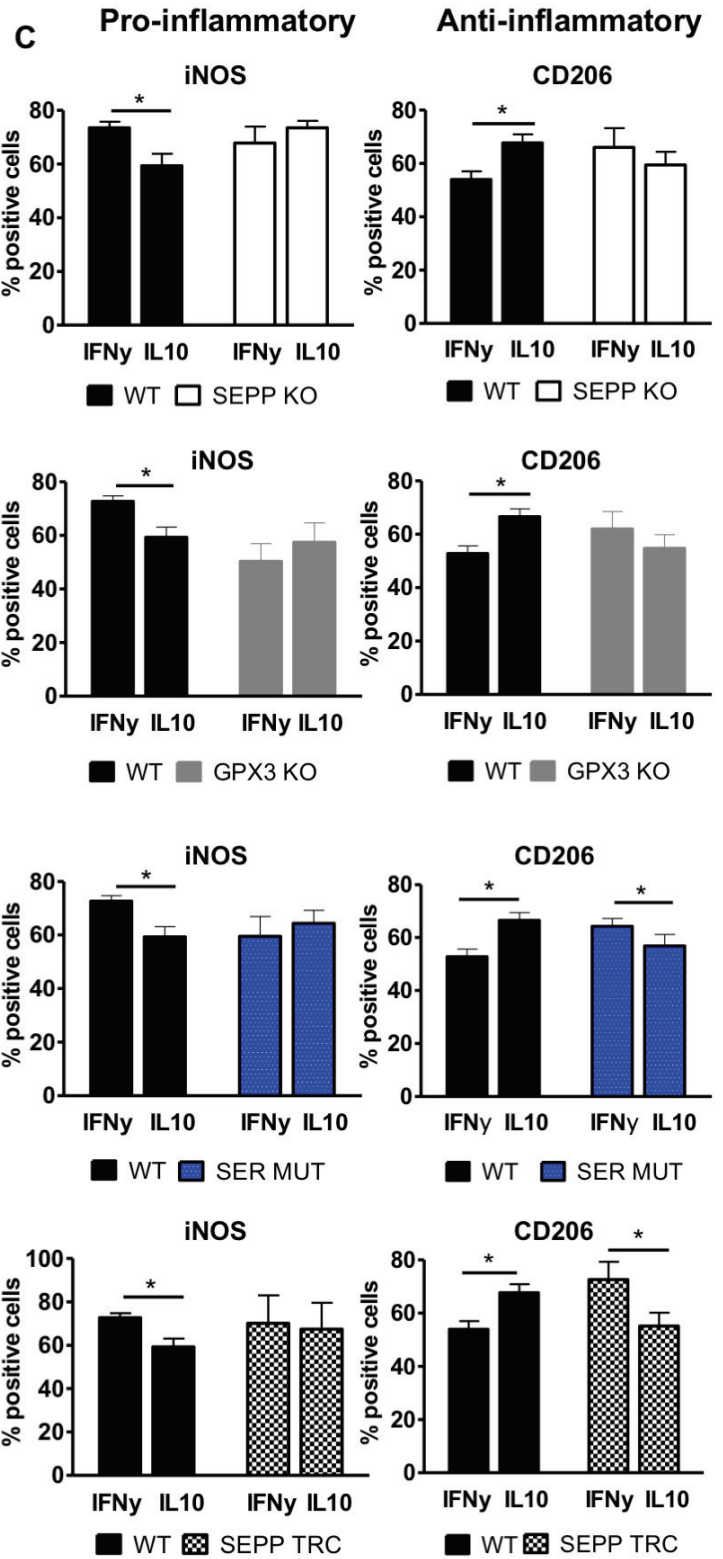 C Pro-inflammatory Anti-inflammatory
iNOS CD206
% positive cells
80
60
40
20
0
*
IFNy IL10 IFNy IL10
WT SEPP KO
% positive cells
80
60
40
20
0
*
IFNy IL10 IFNy IL10
WT SEPP KO
iNOS CD206
% positive cells
80
60
40
20
0
*
IFNy IL10 IFNy IL10
WT GPX3 KO
% positive cells
80
60
40
20
0
*
IFNy IL10 IFNy IL10
WT GPX3 KO
iNOS CD206
% positive cells
80
60
40
20
0
*
IFNy IL10 IFNy IL10
WT SER MUT
% positive cells
80
60
40
20
0
* *
IFNγ IL10 IFNγ IL10
WT SER MUT
iNOS CD206
% positive cells
100
80
60
40
20
0
*
IFNy IL10 IFNy IL10
WT SEPP TRC
% positive cells
80
60
40
20
0
* *
IFNy IL10 IFNy IL10
WT SEPP TRC